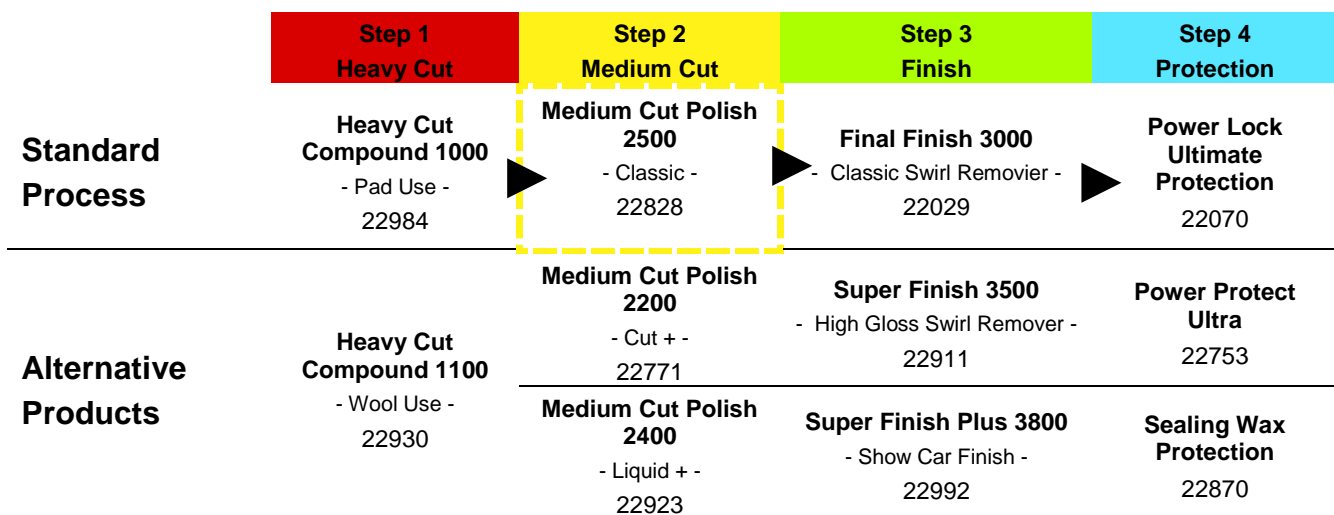 Step 1
Heavy Cut
Step 2
Medium Cut
Step 3
Finish
Step 4
Protection
Standard
Process
Heavy Cut
Compound 1000
- Pad Use -
22984
Medium Cut Polish
2500
- Classic -
22828
Final Finish 3000
- Classic Swirl Removier -
22029
Power Lock
Ultimate
Protection
22070
Alternative
Products
Heavy Cut
Compound 1100
- Wool Use -
22930
Medium Cut Polish
2200
- Cut + -
22771
Super Finish 3500
- High Gloss Swirl Remover -
22911
Power Protect
Ultra
22753
Medium Cut Polish
2400
- Liquid + -
22923
Super Finish Plus 3800
- Show Car Finish -
22992
Sealing Wax
Protection
22870